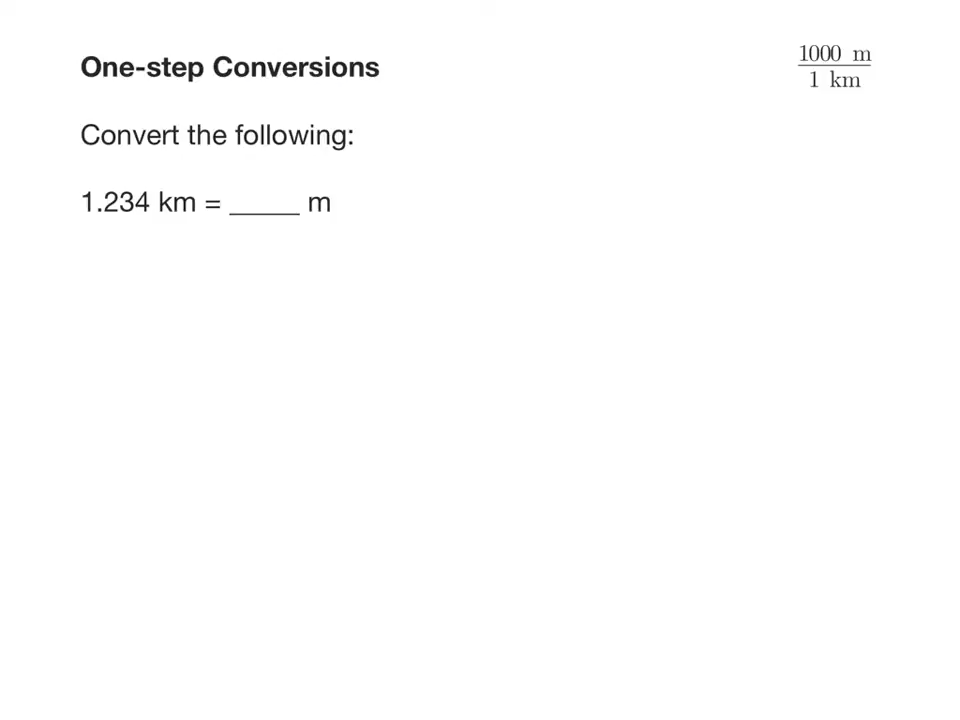 One-step Conversions
1000 m
1 km
Convert the following:
1.234 km = _____ m